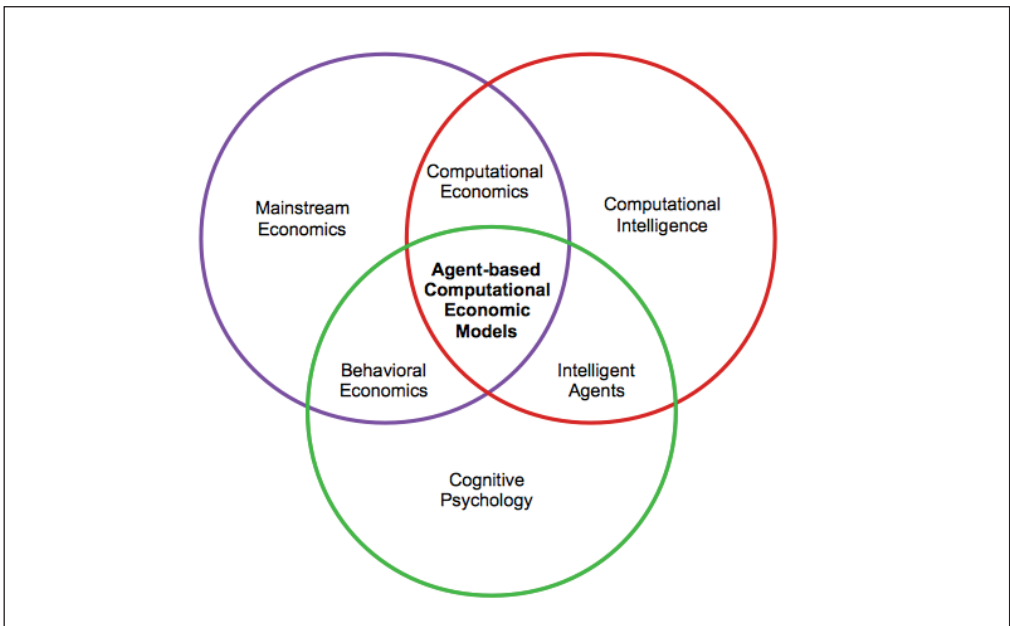 Computational
Economics
Mainstream
Economics
Computational
Intelligence
Agent-based
Computational
Economic
Models
Behavioral
Economics
Intelligent
Agents
Cognitive
Psychology